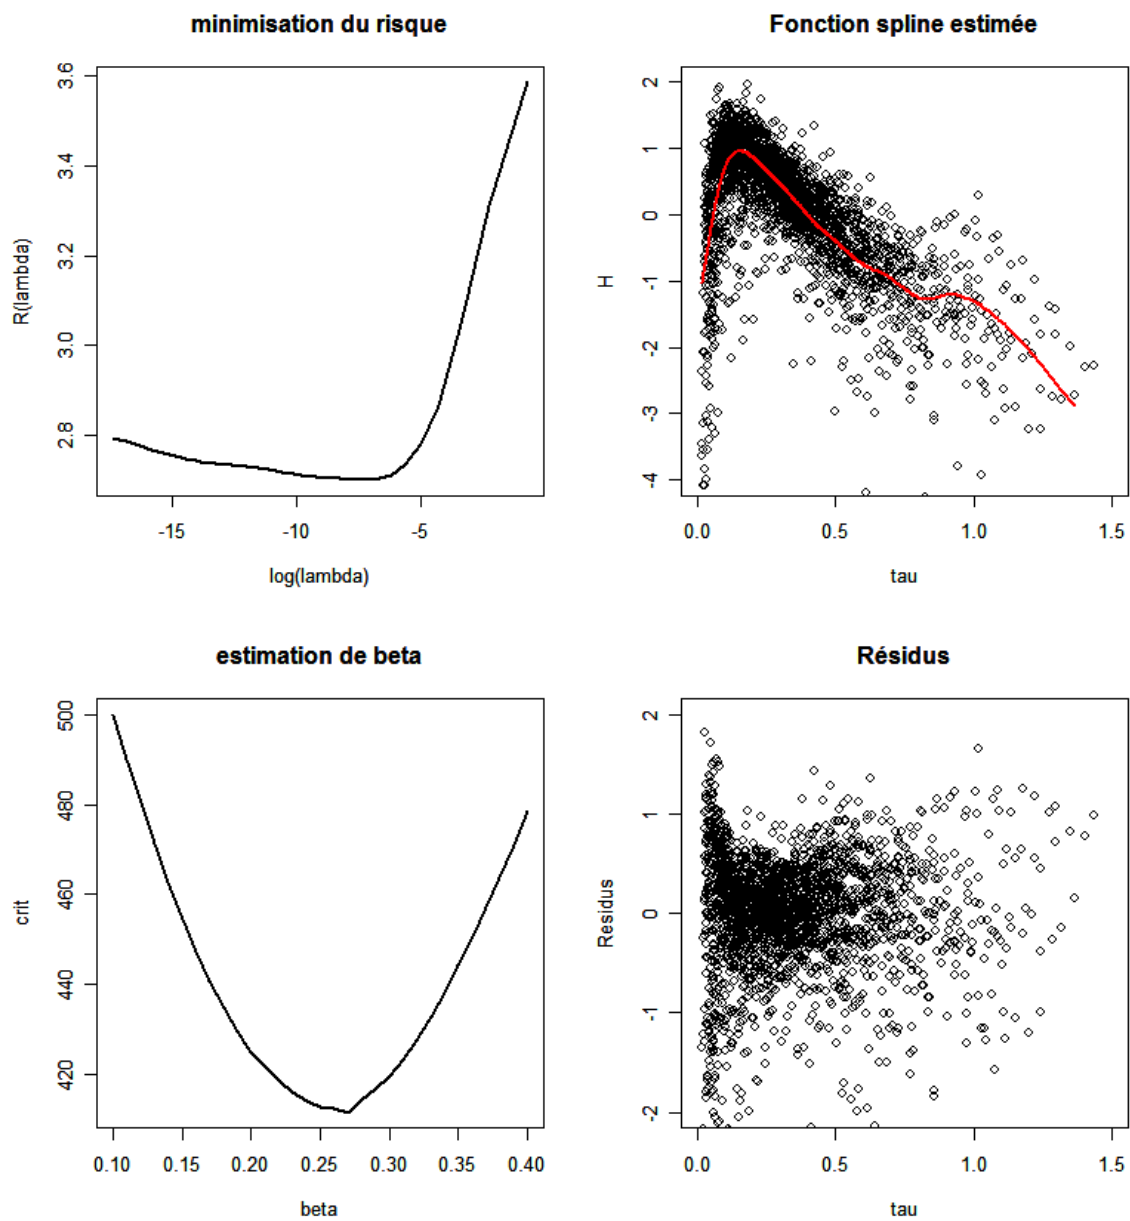 minimisation du risque
R(lambda)
3.6
3.4
3.2
3.0
2.8
-15 -10 -5
log(lambda)
Fonction spline estimée
H
2
1
0
-1
-2
-3
-4
0.0 0.5 1.0 1.5
tau
estimation de beta
crit
500
480
460
440
420
0.10 0.15 0.20 0.25 0.30 0.35 0.40
beta
Résidus
Residus
2
1
0
-1
-2
0.0 0.5 1.0 1.5
tau